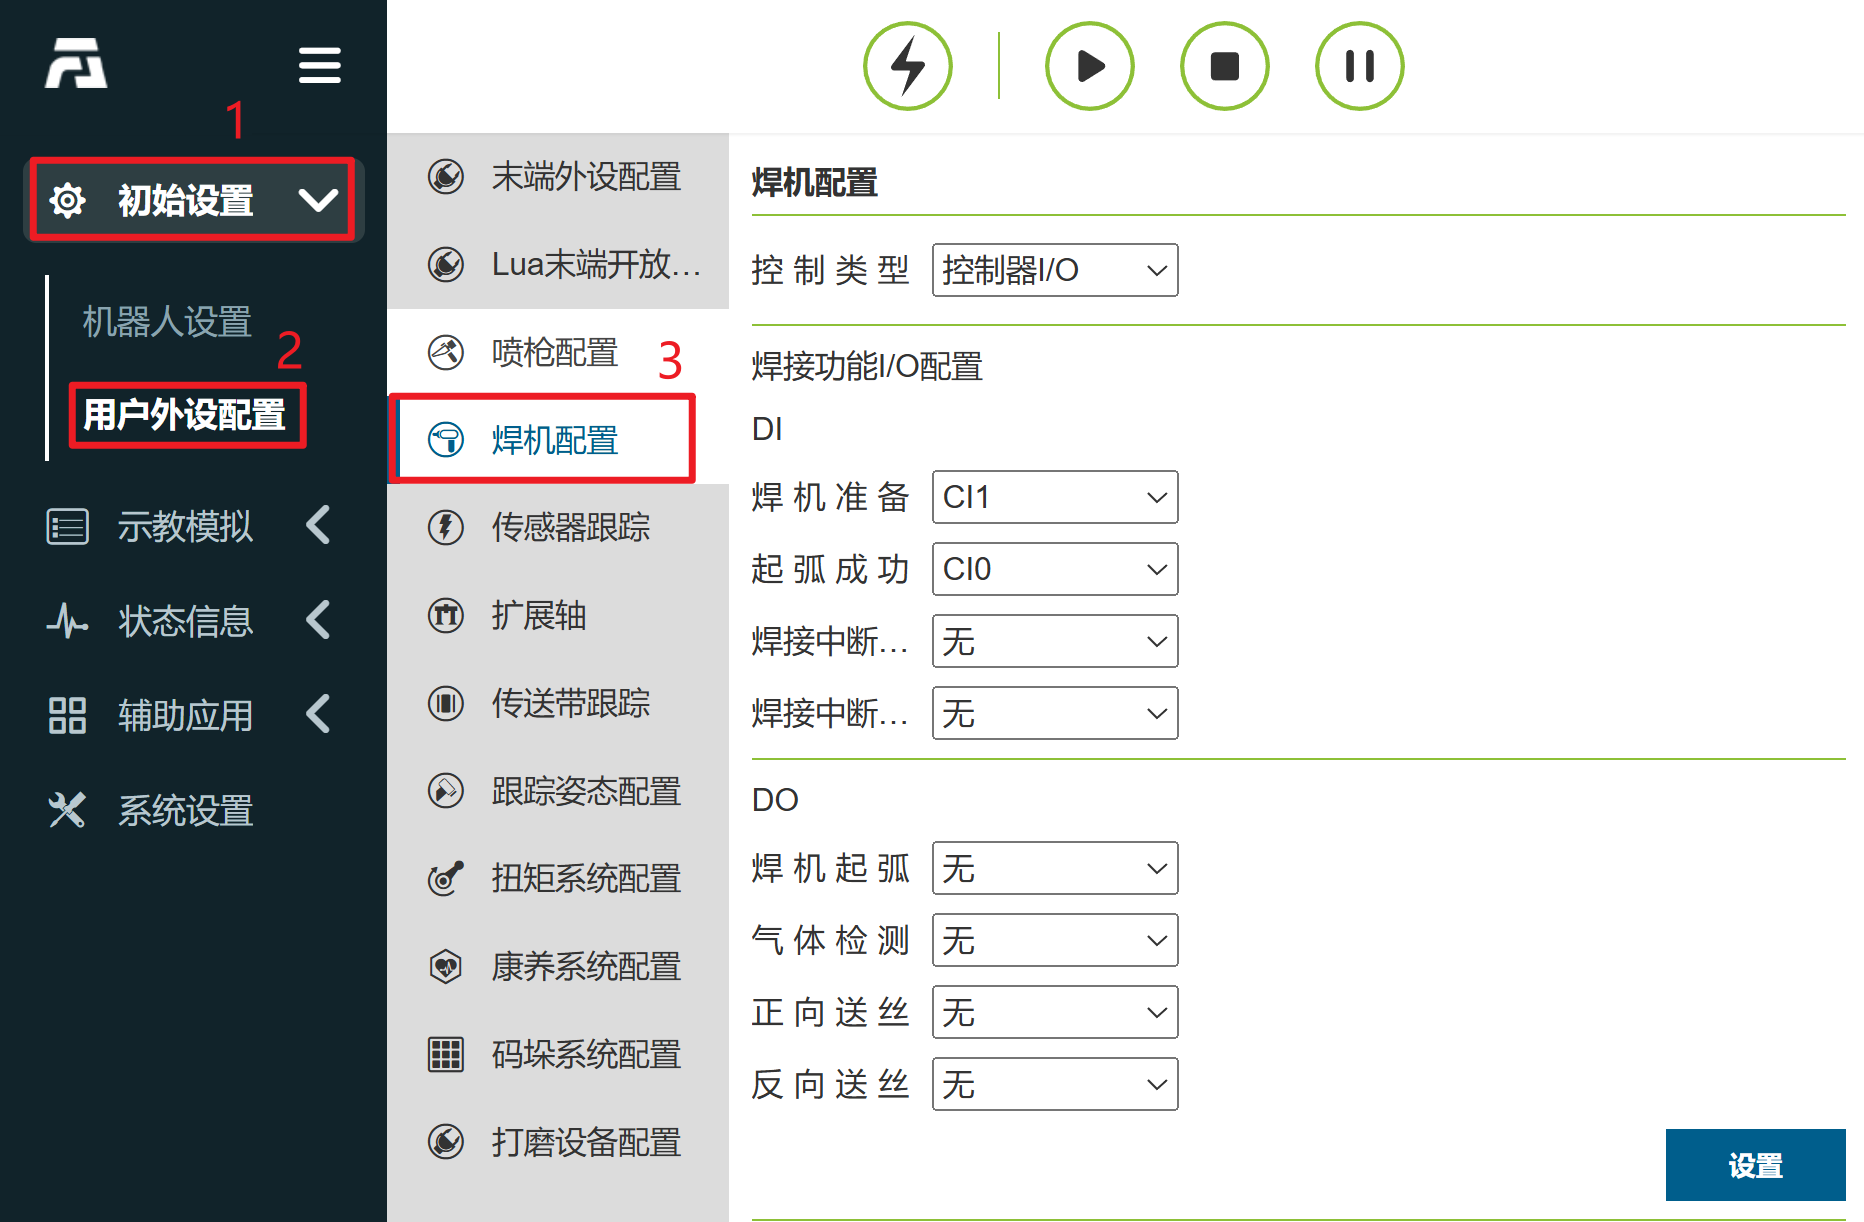 1
初始设置
机器人设置
2
用户外设配置
示教模拟
状态信息
辅助应用
系统设置
末端外设配置
Lua末端开放…
喷枪配置
3
焊机配置
传感器跟踪
扩展轴
传送带跟踪
跟踪姿态配置
扭矩系统配置
康养系统配置
码垛系统配置
打磨设备配置
焊机配置
控制类型 控制器I/O
焊接功能I/O配置
DI
焊机准备 CI1
起弧成功 CI0
焊接中断… 无
焊接中断… 无
DO
焊机起弧 无
气体检测 无
正向送丝 无
反向送丝 无
设置